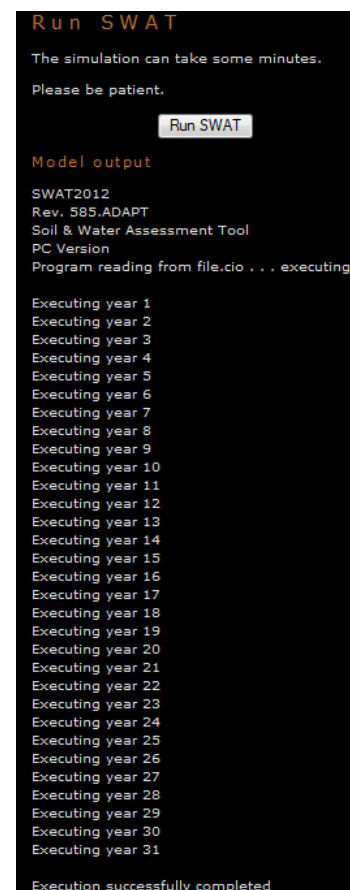 Run SWAT
The simulation can take some minutes.
Please be patient.
Run SWAT
Model output
SWAT2012
Rev. 585.ADAPT
Soil & Water Assessment Tool
PC Version
Program reading from file.cio . . . executing
Executing year 1
Executing year 2
Executing year 3
Executing year 4
Executing year 5
Executing year 6
Executing year 7
Executing year 8
Executing year 9
Executing year 10
Executing year 11
Executing year 12
Executing year 13
Executing year 14
Executing year 15
Executing year 16
Executing year 17
Executing year 18
Executing year 19
Executing year 20
Executing year 21
Executing year 22
Executing year 23
Executing year 24
Executing year 25
Executing year 26
Executing year 27
Executing year 28
Executing year 29
Executing year 30
Executing year 31
Execution successfully completed